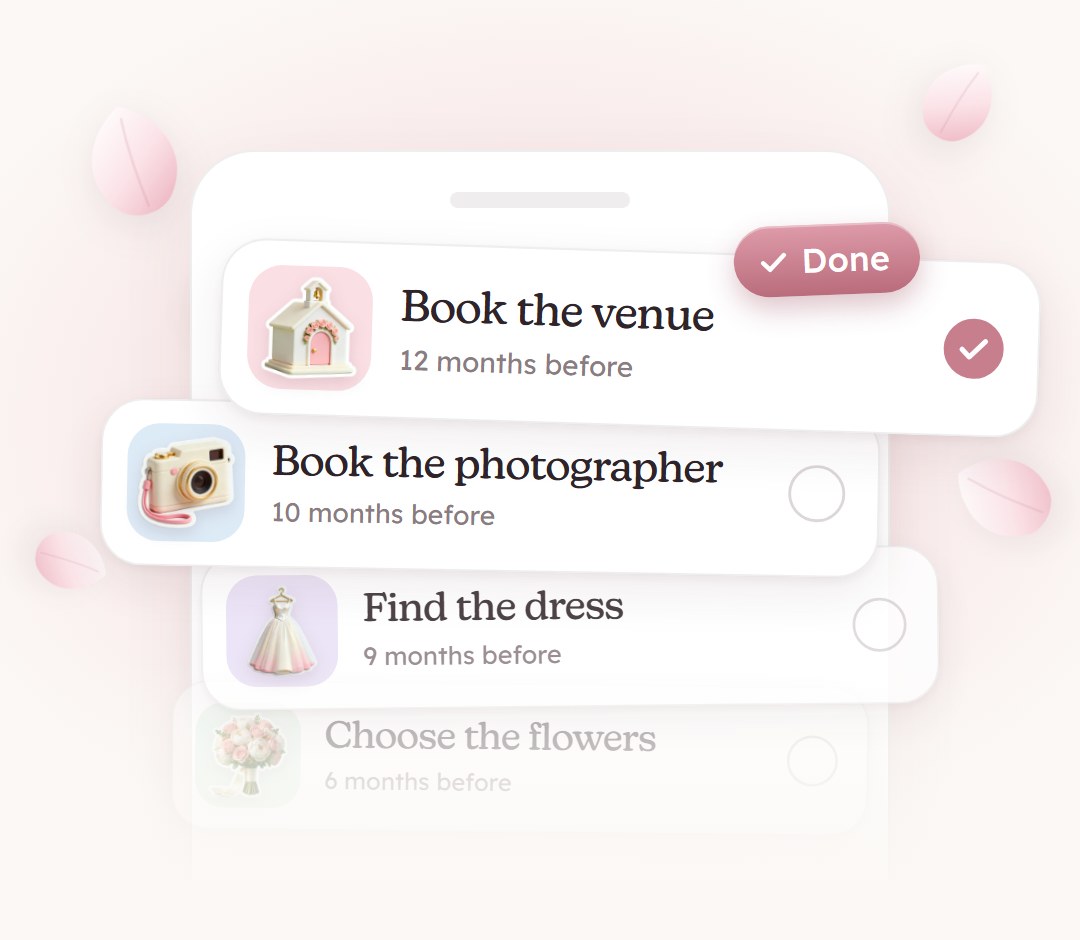 Done
Book the venue
12 months before
Book the photographer
10 months before
Find the dress
9 months before
Choose the flowers
6 months before